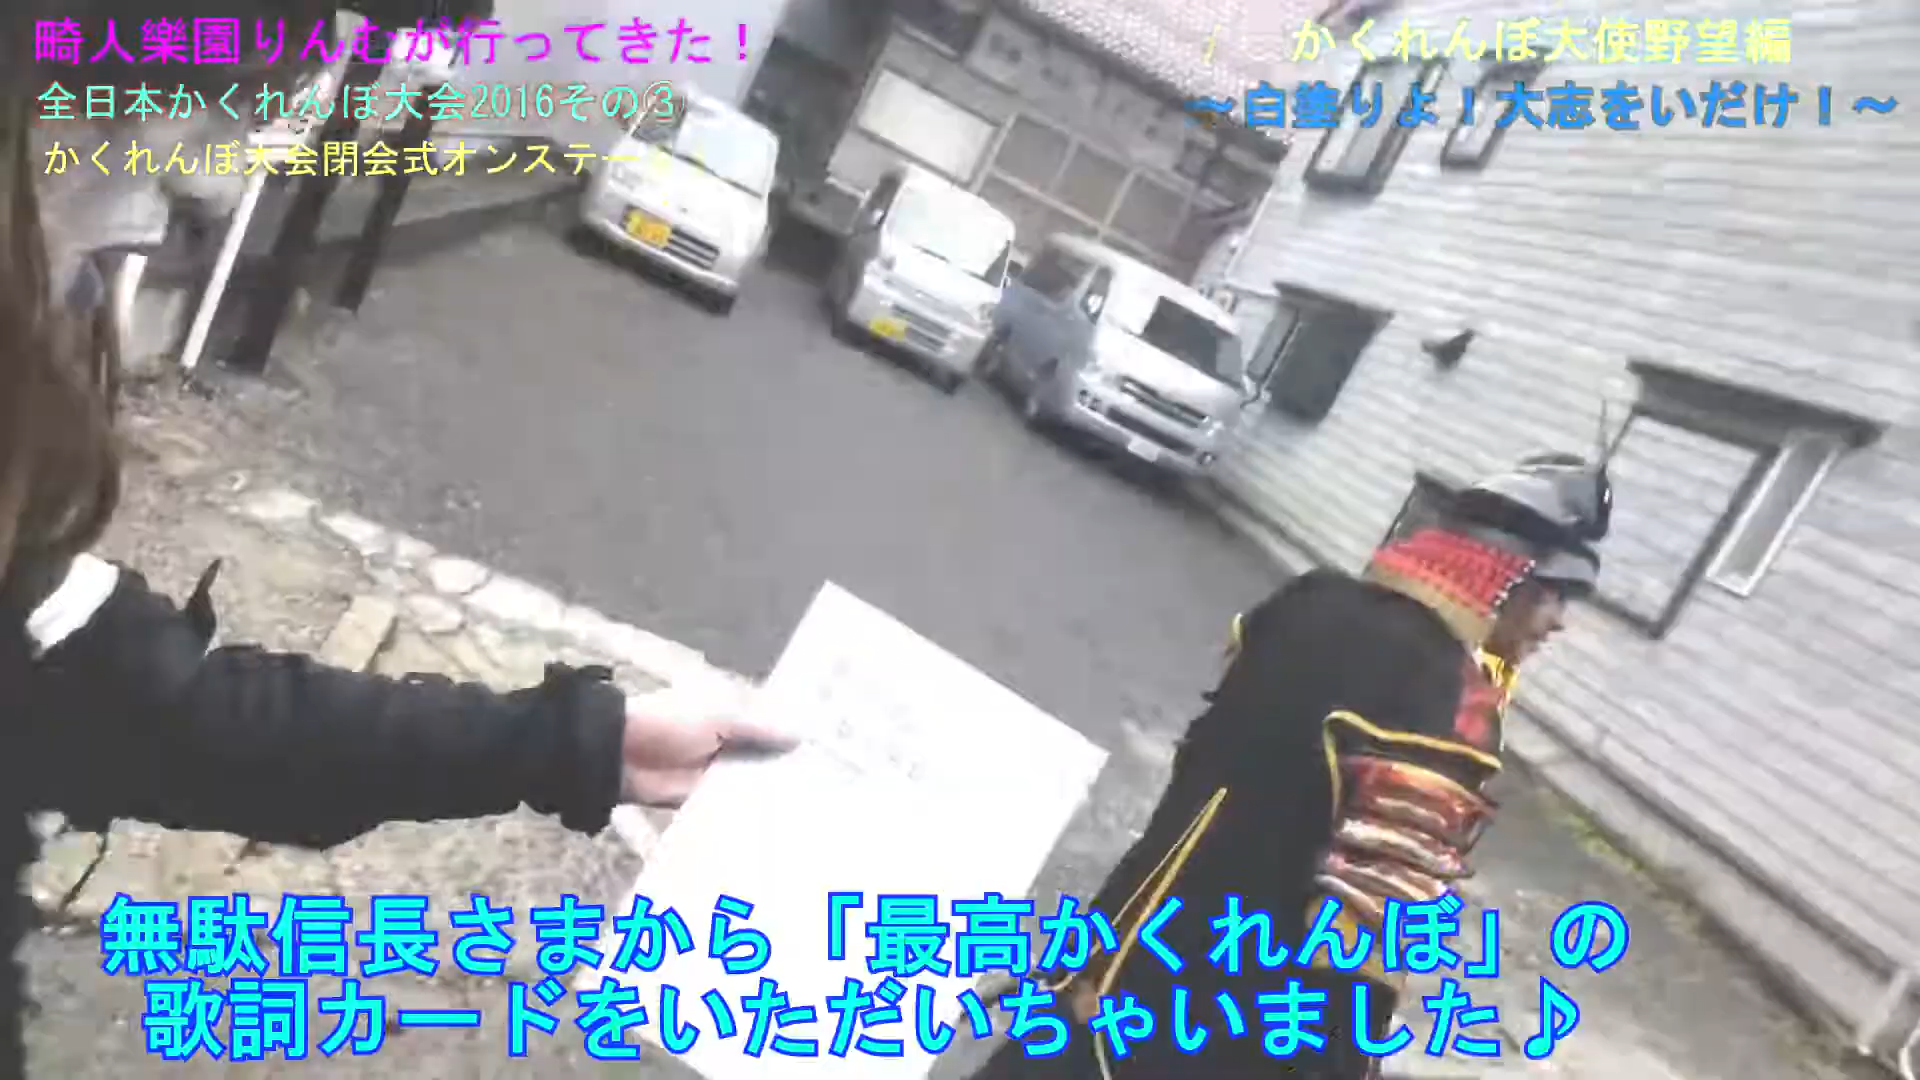 畸人樂園りんむが行ってきた！
全日本かくれんぼ大会2016その③
かくれんぼ大会閉会式オンステー
かくれんぼ大使野望編
～白塗りよ！大志をいだけ！～
無駄信長さまから「最高かくれんぼ」の
歌詞カードをいただいちゃいました♪